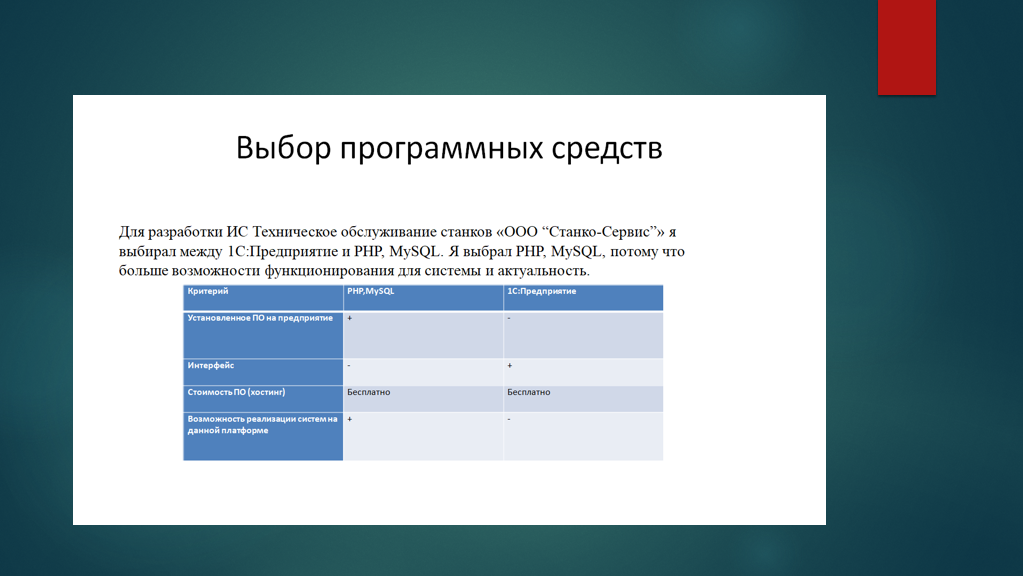 Выбор программных средств
Для разработки ИС Техническое обслуживание станков «ООО “Станко-Сервис”» я
выбирал между 1С:Предприятие и PHP, MySQL. Я выбрал PHP, MySQL, потому что
больше возможности функционирования для системы и актуальность.
Критерий PHP,MySQL 1С:Предприятие
Установленное ПО на предприятие + -
Интерфейс - +
Стоимость ПО (хостинг) Бесплатно Бесплатно
Возможность реализации систем на + -
данной платформе